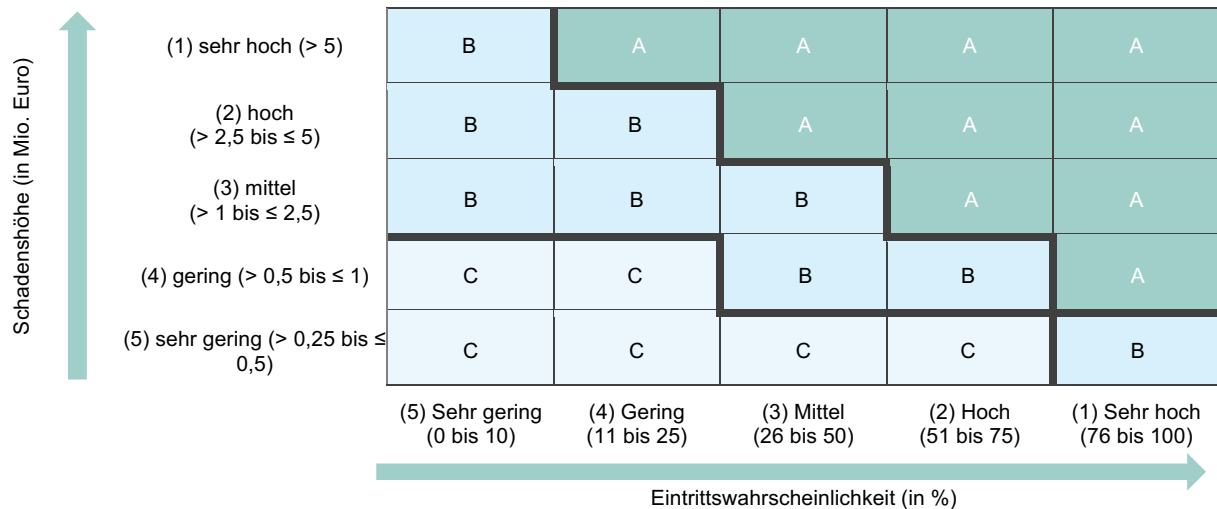 Schadenshöhe (in Mio. Euro)
(1) sehr hoch (> 5)
B A A A A
(2) hoch
(> 2,5 bis ≤ 5)
B B A A A
(3) mittel
(> 1 bis ≤ 2,5)
B B B A A
(4) gering (> 0,5 bis ≤ 1)
C C B B A
(5) sehr gering (> 0,25 bis ≤
0,5)
C C C C B
(5) Sehr gering
(0 bis 10)
(4) Gering
(11 bis 25)
(3) Mittel
(26 bis 50)
(2) Hoch
(51 bis 75)
(1) Sehr hoch
(76 bis 100)
Eintrittswahrscheinlichkeit (in %)